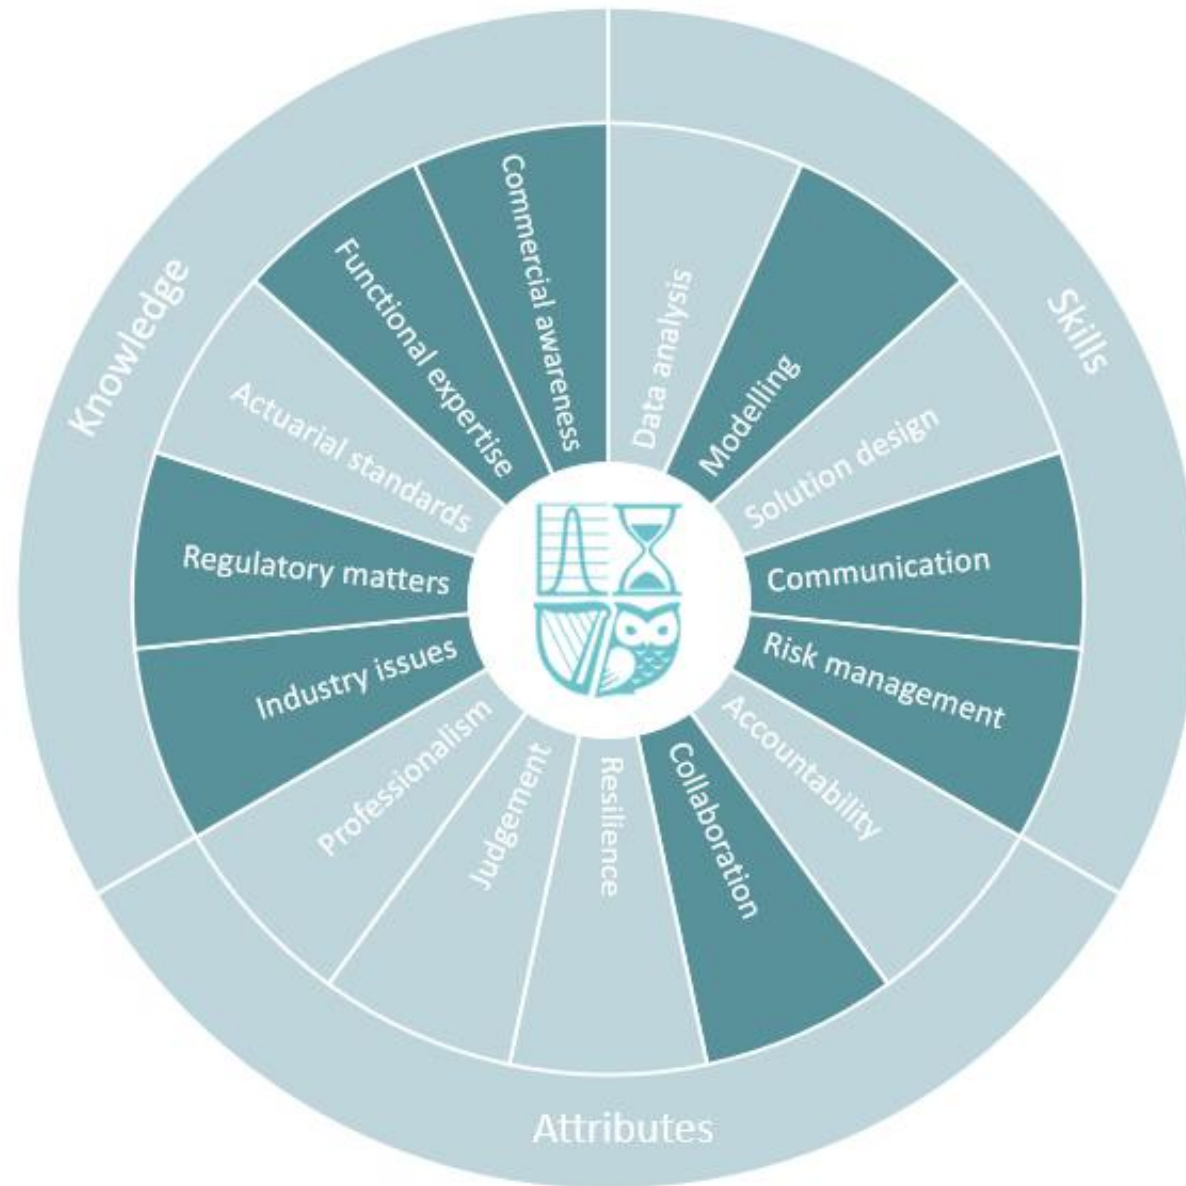 Knowledge
Skills
Attributes
Commercial awareness
Functional expertise
Actuarial standards
Regulatory matters
Industry issues
Data analysis
Modelling
Solution design
Communication
Risk management
Accountability
Collaboration
Resilience
Judgement
Professionalism